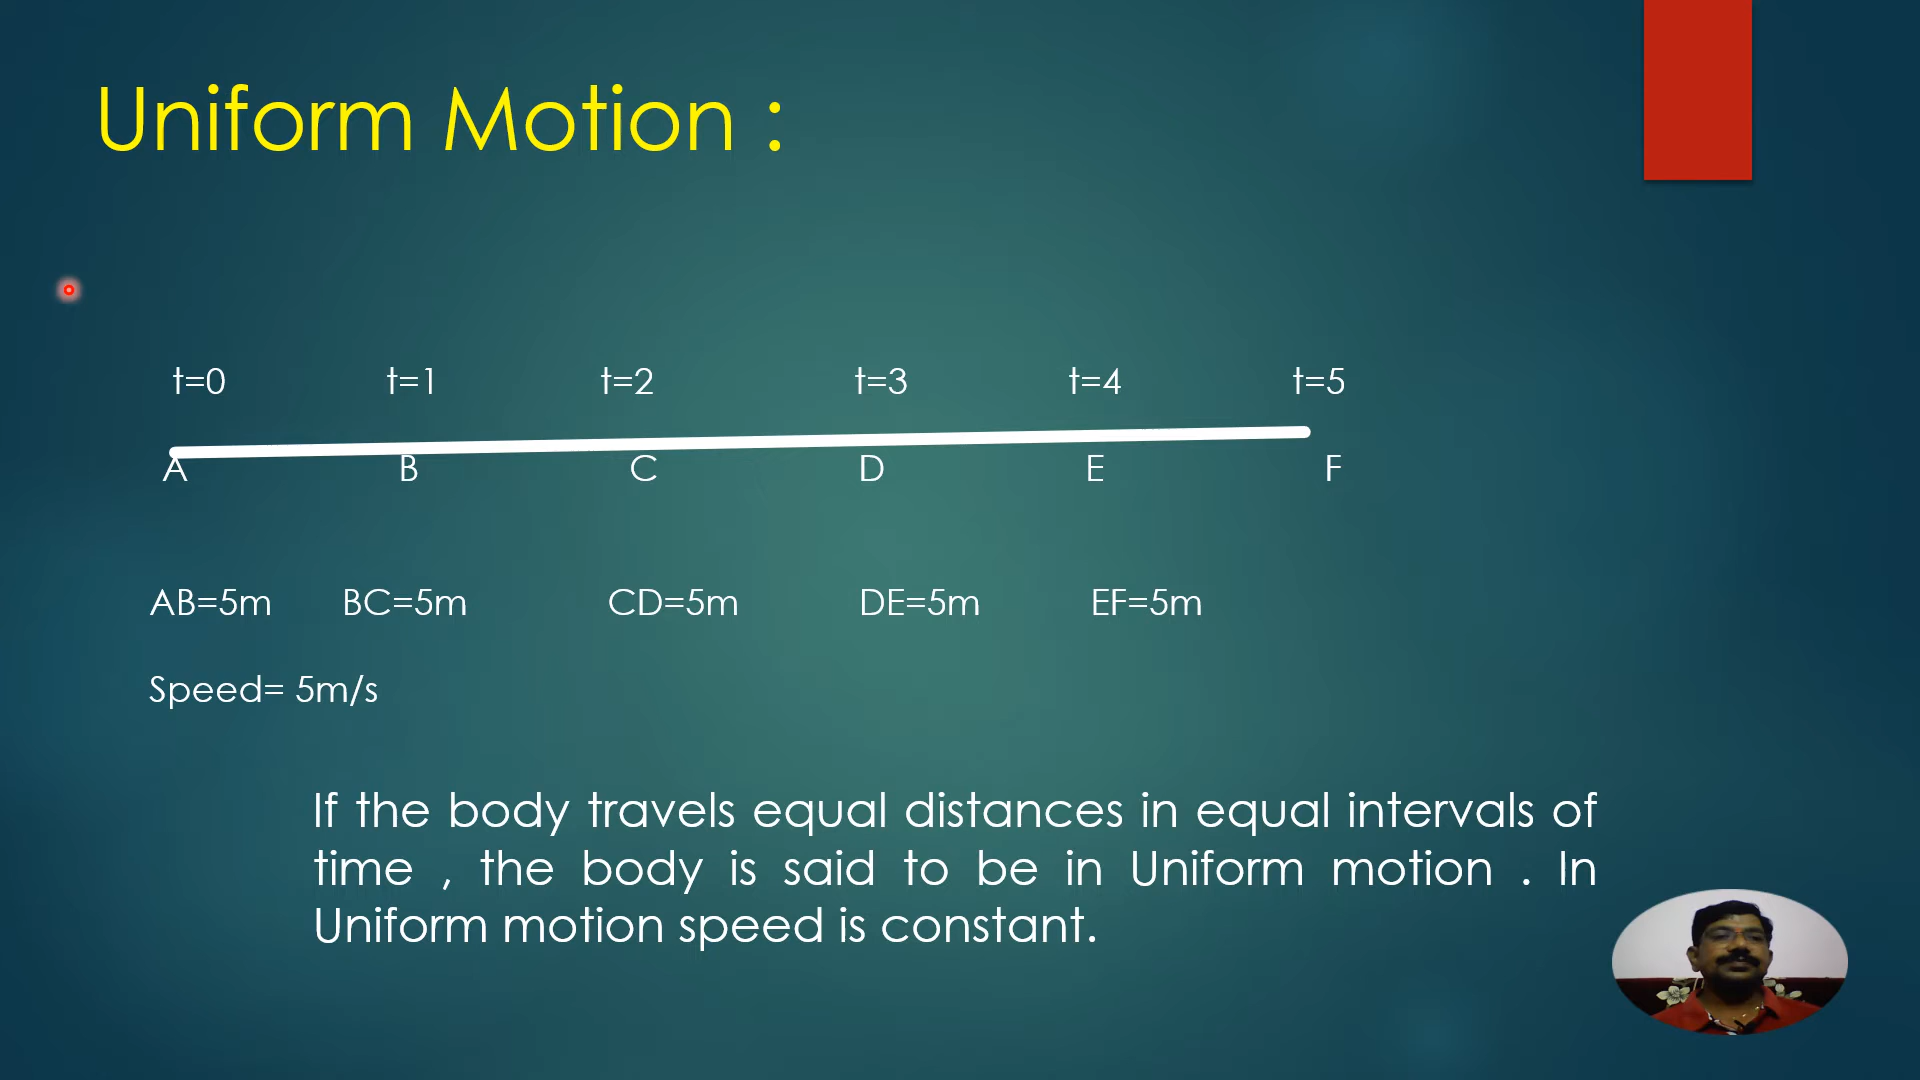 Uniform Motion :
t=0 t=1 t=2 t=3 t=4 t=5
A B C D E F
AB=5m BC=5m CD=5m DE=5m EF=5m
Speed= 5m/s
If the body travels equal distances in equal intervals of
time , the body is said to be in Uniform motion . In
Uniform motion speed is constant.